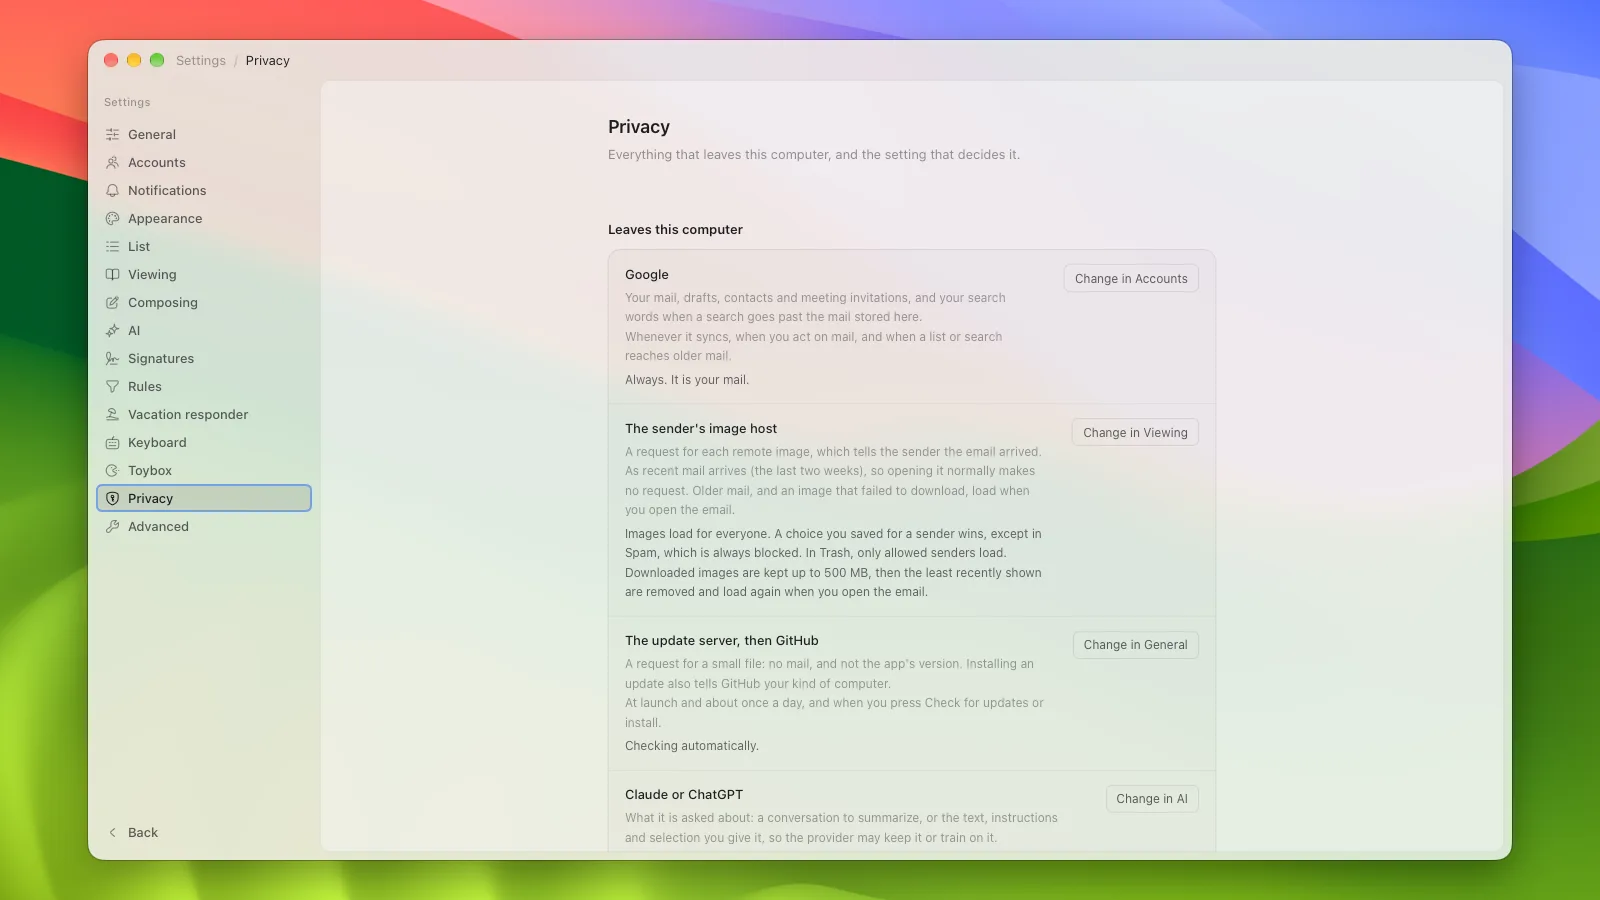 Settings / Privacy
Settings
General
Accounts
Notifications
Appearance
List
Viewing
Composing
AI
Signatures
Rules
Vacation responder
Keyboard
Toybox
Privacy
Advanced
Back
Privacy
Everything that leaves this computer, and the setting that decides it.
Leaves this computer
Google
Change in Accounts
Your mail, drafts, contacts and meeting invitations, and your search
words when a search goes past the mail stored here.
Whenever it syncs, when you act on mail, and when a list or search
reaches older mail.
Always. It is your mail.
The sender's image host
Change in Viewing
A request for each remote image, which tells the sender the email arrived.
As recent mail arrives (the last two weeks), so opening it normally makes
no request. Older mail, and an image that failed to download, load when
you open the email.
Images load for everyone. A choice you saved for a sender wins, except in
Spam, which is always blocked. In Trash, only allowed senders load.
Downloaded images are kept up to 500 MB, then the least recently shown
are removed and load again when you open the email.
The update server, then GitHub
Change in General
A request for a small file: no mail, and not the app's version. Installing an
update also tells GitHub your kind of computer.
At launch and about once a day, and when you press Check for updates or
install.
Checking automatically.
Claude or ChatGPT
Change in AI
What it is asked about: a conversation to summarize, or the text, instructions
and selection you give it, so the provider may keep it or train on it.